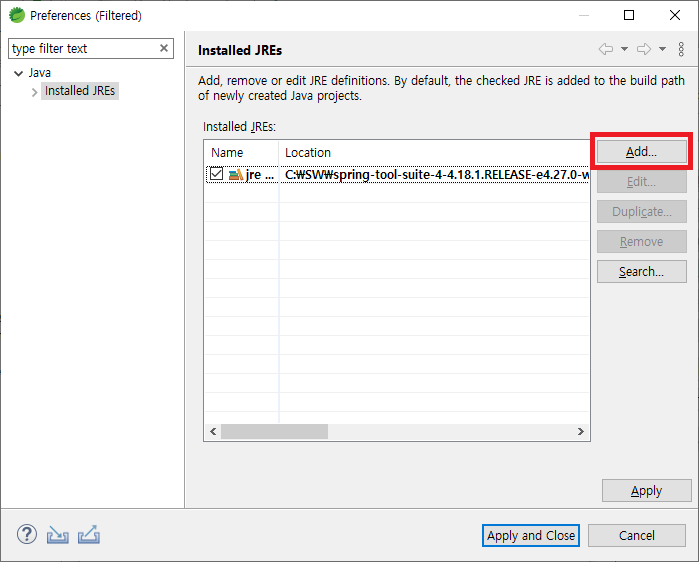 Preferences (Filtered)
type filter text
Java
Installed JREs
Installed JREs
Add, remove or edit JRE definitions. By default, the checked JRE is added to the build path
of newly created Java projects.
Installed JREs:
Name Location
jre ... C:₩SW₩spring-tool-suite-4-4.18.1.RELEASE-e4.27.0-w
Add...
Edit...
Duplicate...
Remove
Search...
Apply
Apply and Close Cancel